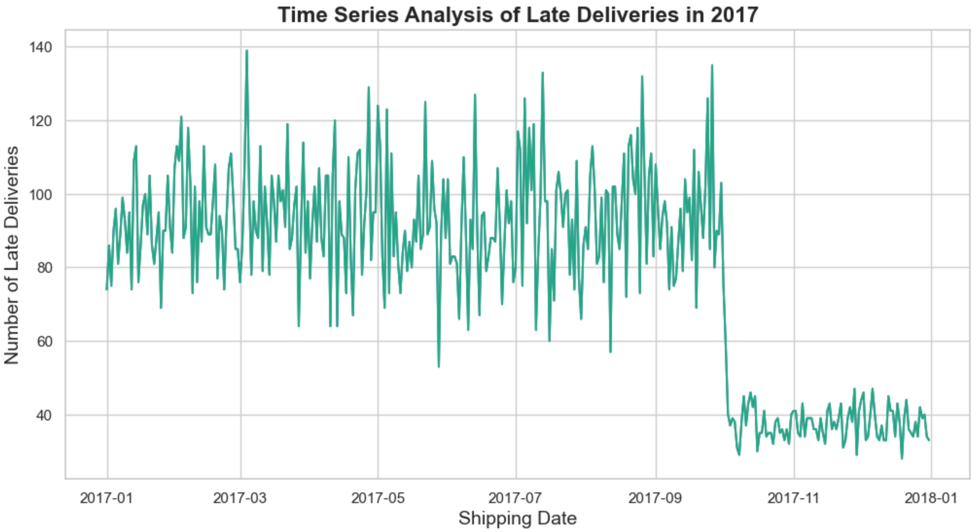 Time Series Analysis of Late Deliveries in 2017
Number of Late Deliveries
140
120
100
80
60
40
2017-01 2017-03 2017-05 2017-07 2017-09 2017-11 2018-01
Shipping Date